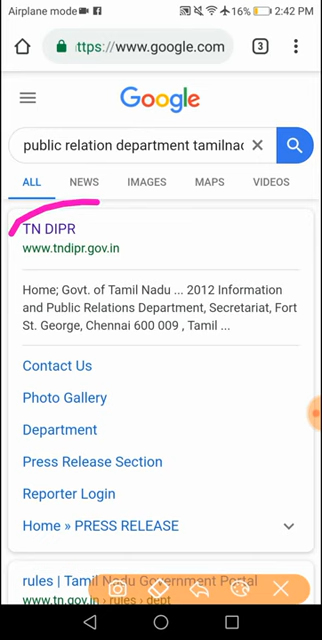 Airplane mode 16% 2:42 PM
ttps://www.google.com 3
Google
public relation department tamilna
ALL NEWS IMAGES MAPS VIDEOS
TN DIPR
www.tndipr.gov.in
Home; Govt. of Tamil Nadu ... 2012 Information
and Public Relations Department, Secretariat, Fort
St. George, Chennai 600 009 , Tamil ...
Contact Us
Photo Gallery
Department
Press Release Section
Reporter Login
Home » PRESS RELEASE
rules | Tamil Nadu Government Portal
www.tn.gov.in › rules › dept